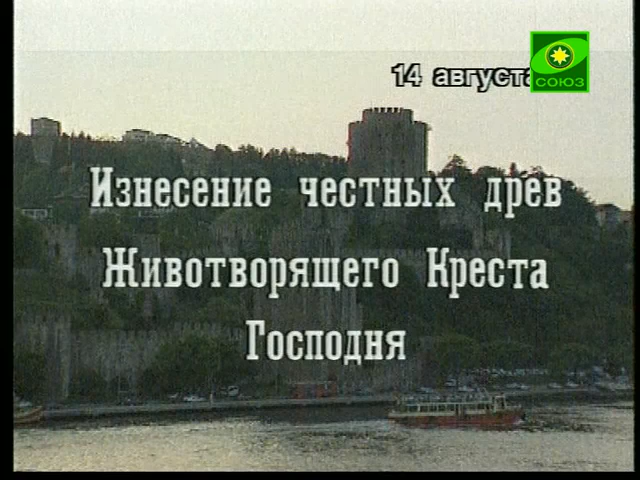 14 августа
СОЮЗ
Изнесение честных древ
Животворящего Креста
Господня